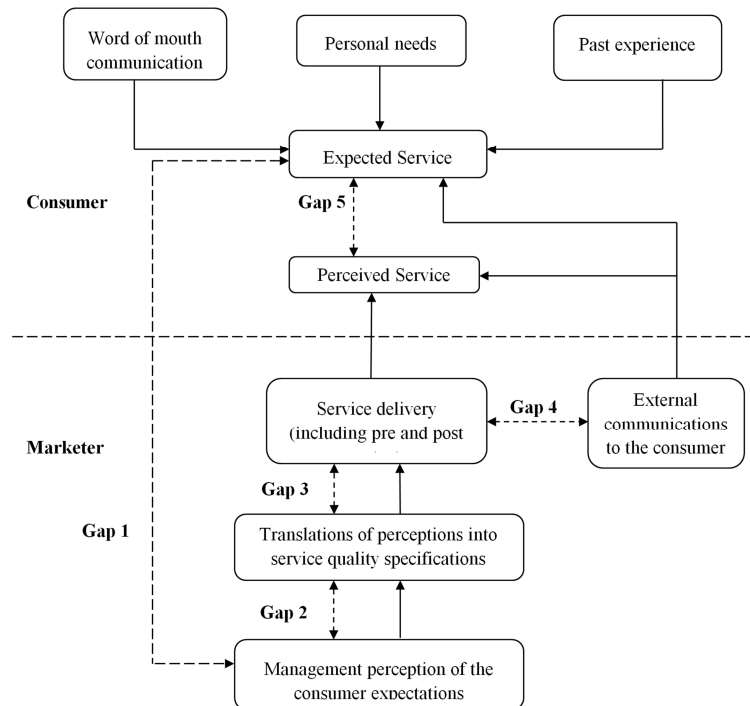 Word of mouth
communication
Personal needs
Past experience
Expected Service
Consumer
Gap 5
Perceived Service
Service delivery
(including pre and post
Gap 4
External
communications
to the consumer
Marketer
Gap 3
Gap 1
Translations of perceptions into
service quality specifications
Gap 2
Management perception of the
consumer expectations